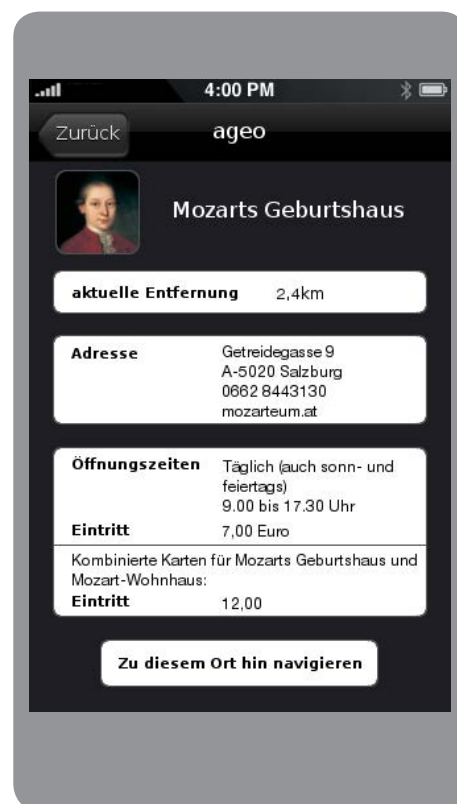 4:00 PM
Zurück
ageo
Mozarts Geburtshaus
aktuelle Entfernung 2,4km
Adresse Getreidegasse 9
A-5020 Salzburg
0662 8443130
mozarteum.at
Öffnungszeiten Täglich (auch sonn- und
feiertags)
9.00 bis 17.30 Uhr
Eintritt 7,00 Euro
Kombinierte Karten für Mozarts Geburtshaus und
Mozart-Wohnhaus:
Eintritt 12,00
Zu diesem Ort hin navigieren